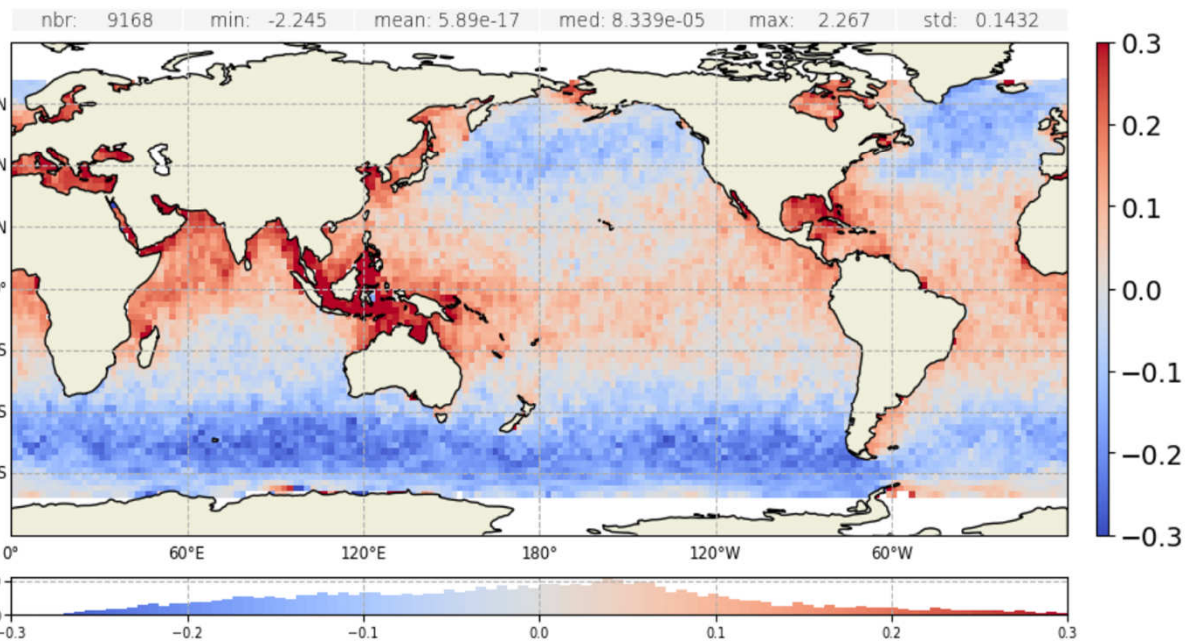 nbr: 9168 min: -2.245 mean: 5.89e-17 med: 8.339e-05 max: 2.267 std: 0.1432
0.3
N
0.2
N
0.1
N
°
0.0
S
−0.1
S
−0.2
S
−0.3
0° 60°E 120°E 180° 120°W 60°W
−0.3 −0.2 −0.1 0.0 0.1 0.2 0.3